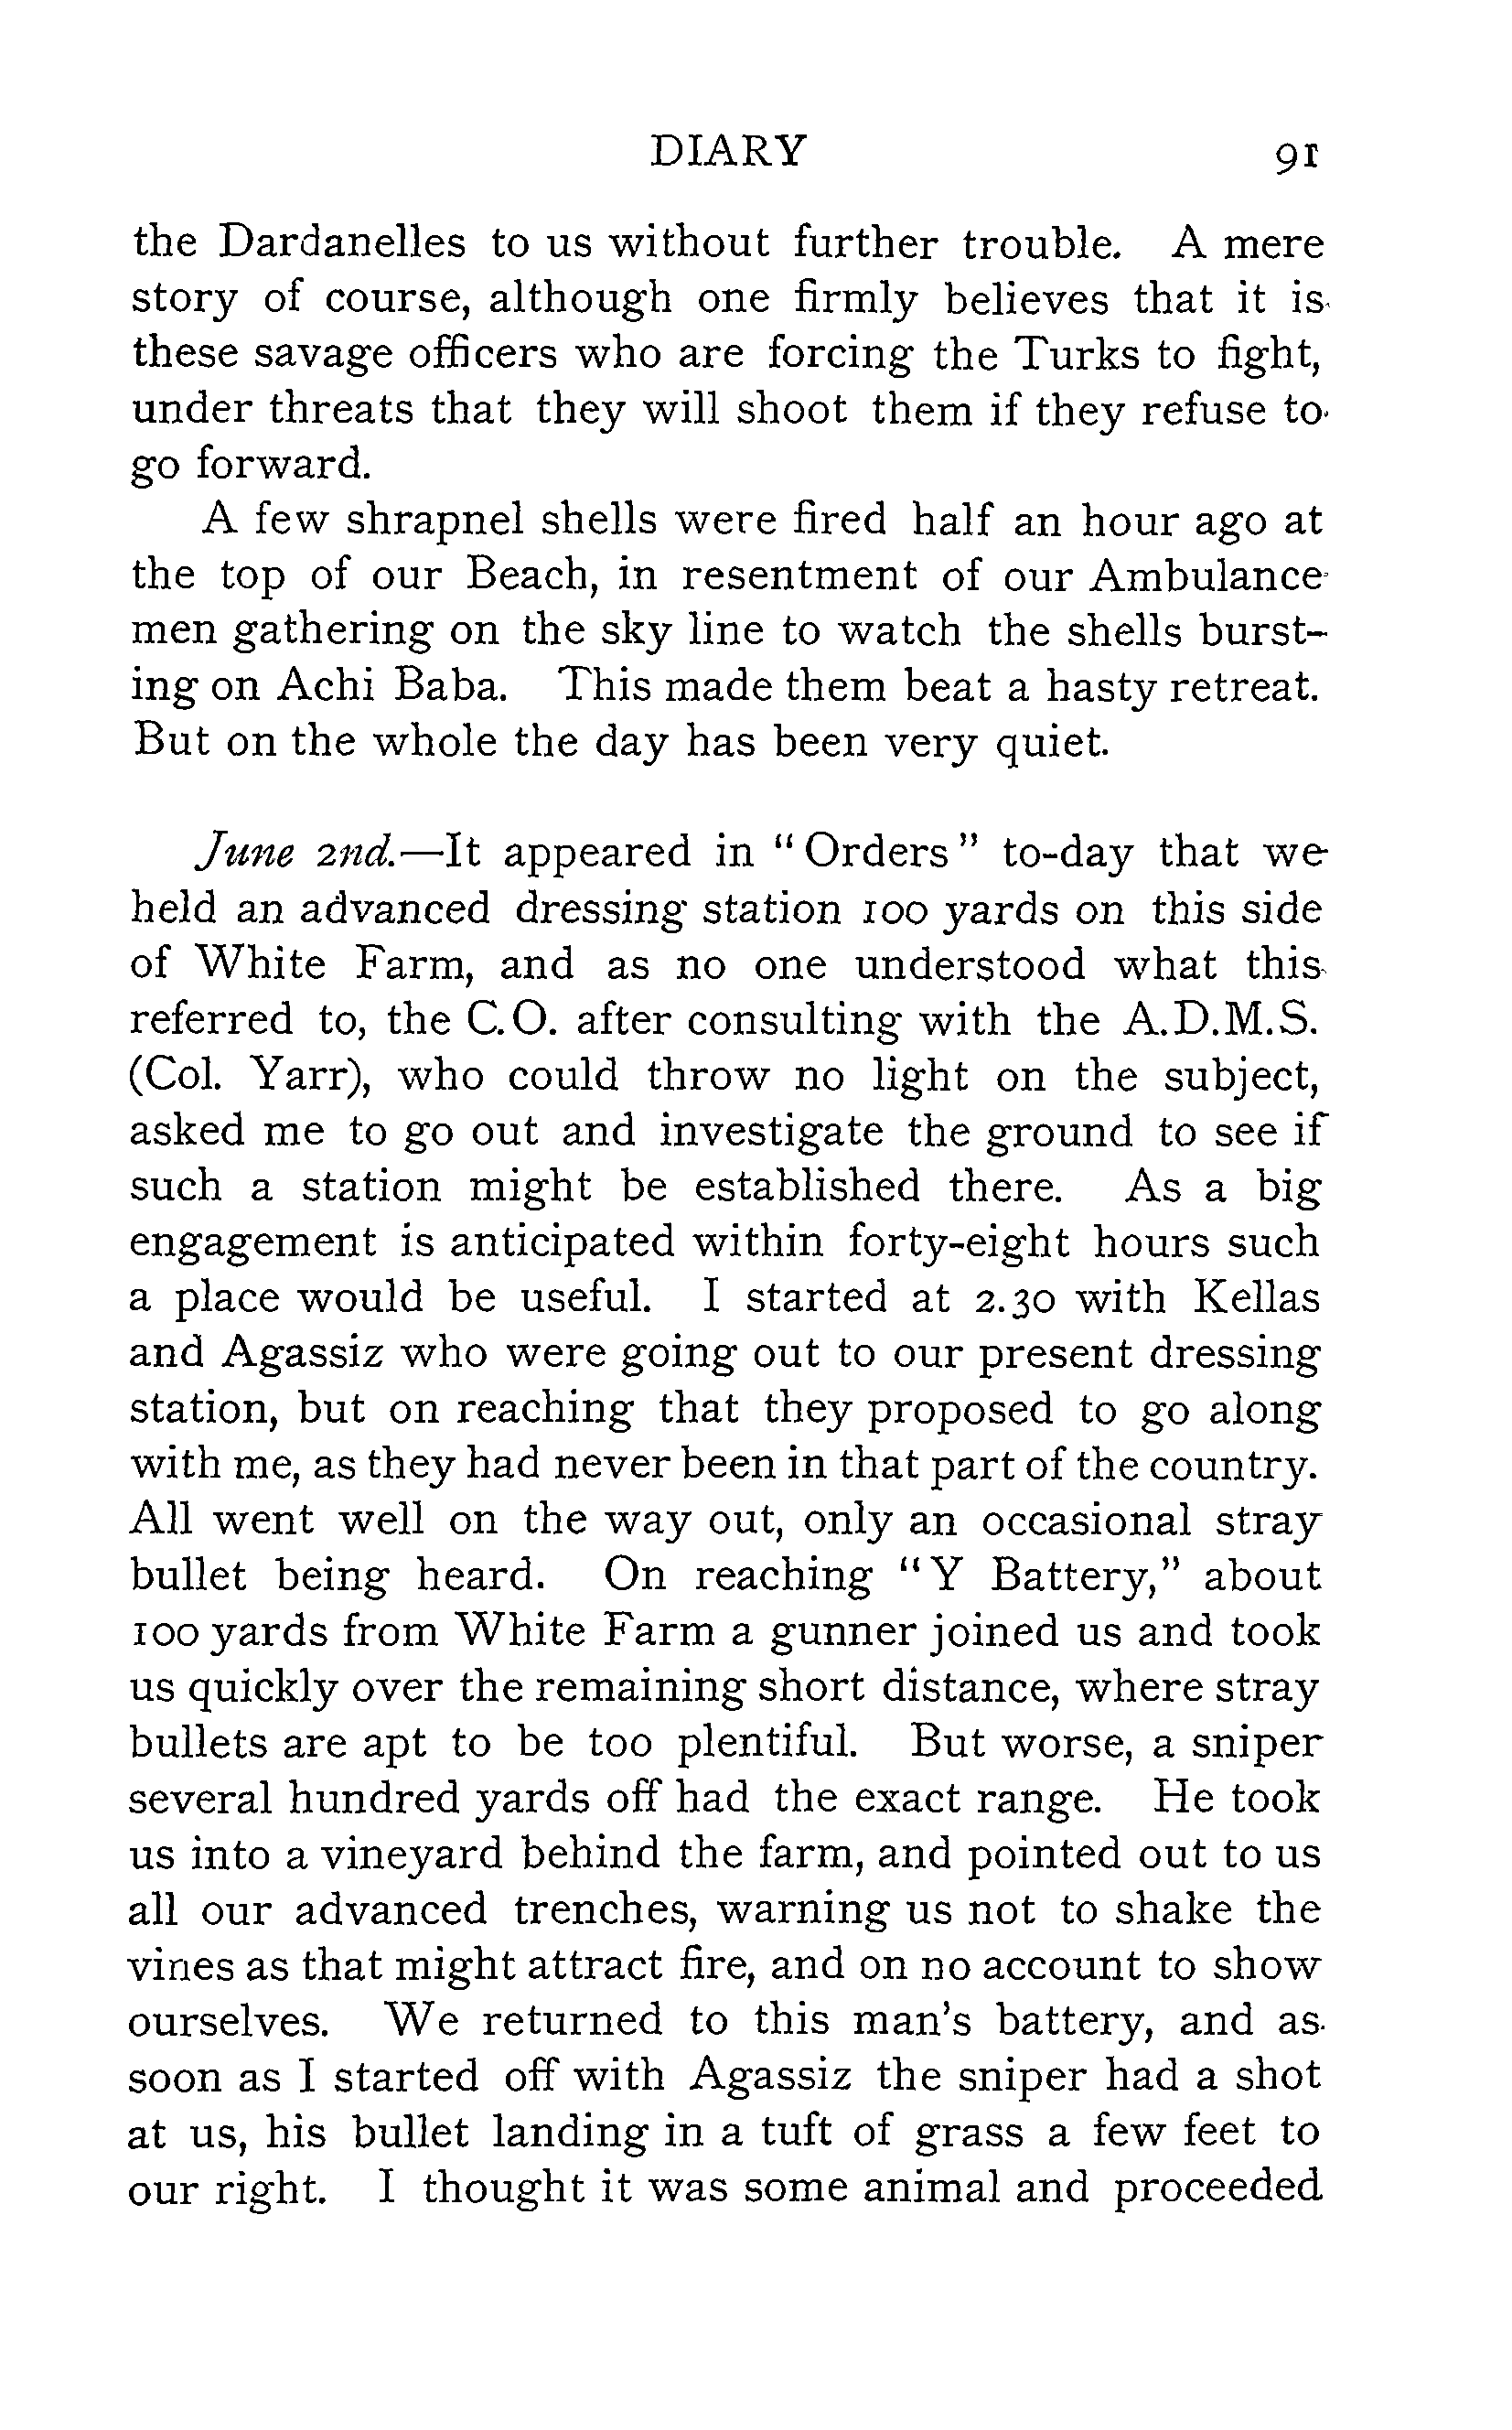 DIARY 91
the Dardanelles to us without further trouble. A mere
story of course, although one firmly believes that it is
these savage officers who are forcing the Turks to fight,
under threats that they will shoot them if they refuse to
go forward.
A few shrapnel shells were fired half an hour ago at
the top of our Beach, in resentment of our Ambulance
men gathering on the sky line to watch the shells burst-
ing on Achi Baba. This made them beat a hasty retreat.
But on the whole the day has been very quiet.
June 2nd.—It appeared in "Orders" to-day that we
held an advanced dressing station 100 yards on this side
of White Farm, and as no one understood what this
referred to, the C.O. after consulting with the A.D.M.S.
(Col. Yarr), who could throw no light on the subject,
asked me to go out and investigate the ground to see if
such a station might be established there. As a big
engagement is anticipated within forty-eight hours such
a place would be useful. I started at 2.30 with Kellas
and Agassiz who were going out to our present dressing
station, but on reaching that they proposed to go along
with me, as they had never been in that part of the country.
All went well on the way out, only an occasional stray
bullet being heard. On reaching "Y Battery," about
100 yards from White Farm a gunner joined us and took
us quickly over the remaining short distance, where stray
bullets are apt to be too plentiful. But worse, a sniper
several hundred yards off had the exact range. He took
us into a vineyard behind the farm, and pointed out to us
all our advanced trenches, warning us not to shake the
vines as that might attract fire, and on no account to show
ourselves. We returned to this man's battery, and as
soon as I started off with Agassiz the sniper had a shot
at us, his bullet landing in a tuft of grass a few feet to
our right. I thought it was some animal and proceeded